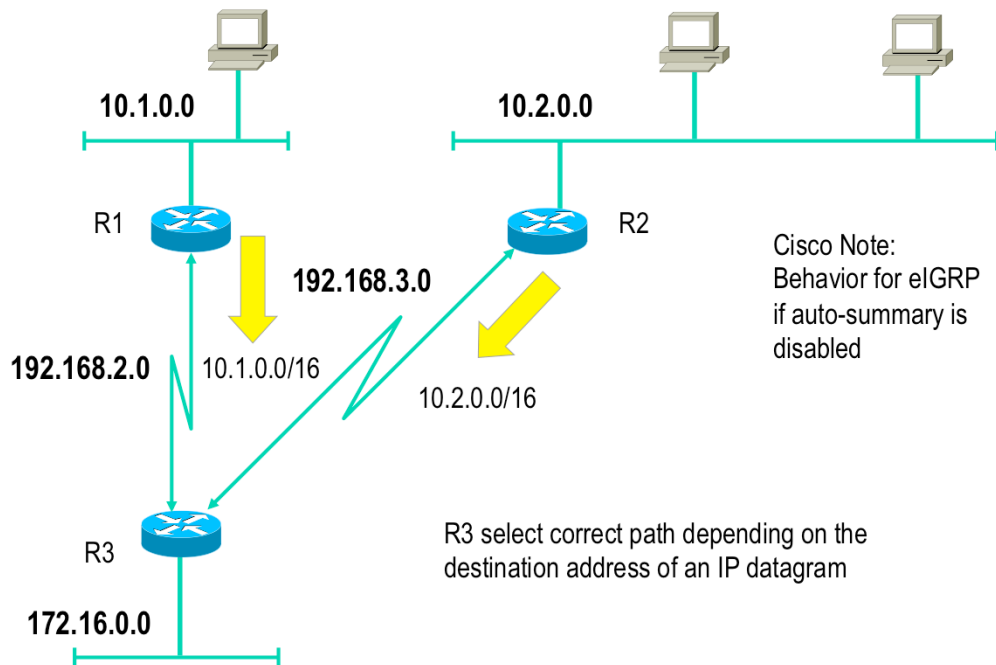 10.1.0.0
10.2.0.0
R1
R2
Cisco Note:
Behavior for eIGRP
if auto-summary is
disabled
192.168.3.0
192.168.2.0
10.1.0.0/16
10.2.0.0/16
R3
R3 select correct path depending on the
destination address of an IP datagram
172.16.0.0